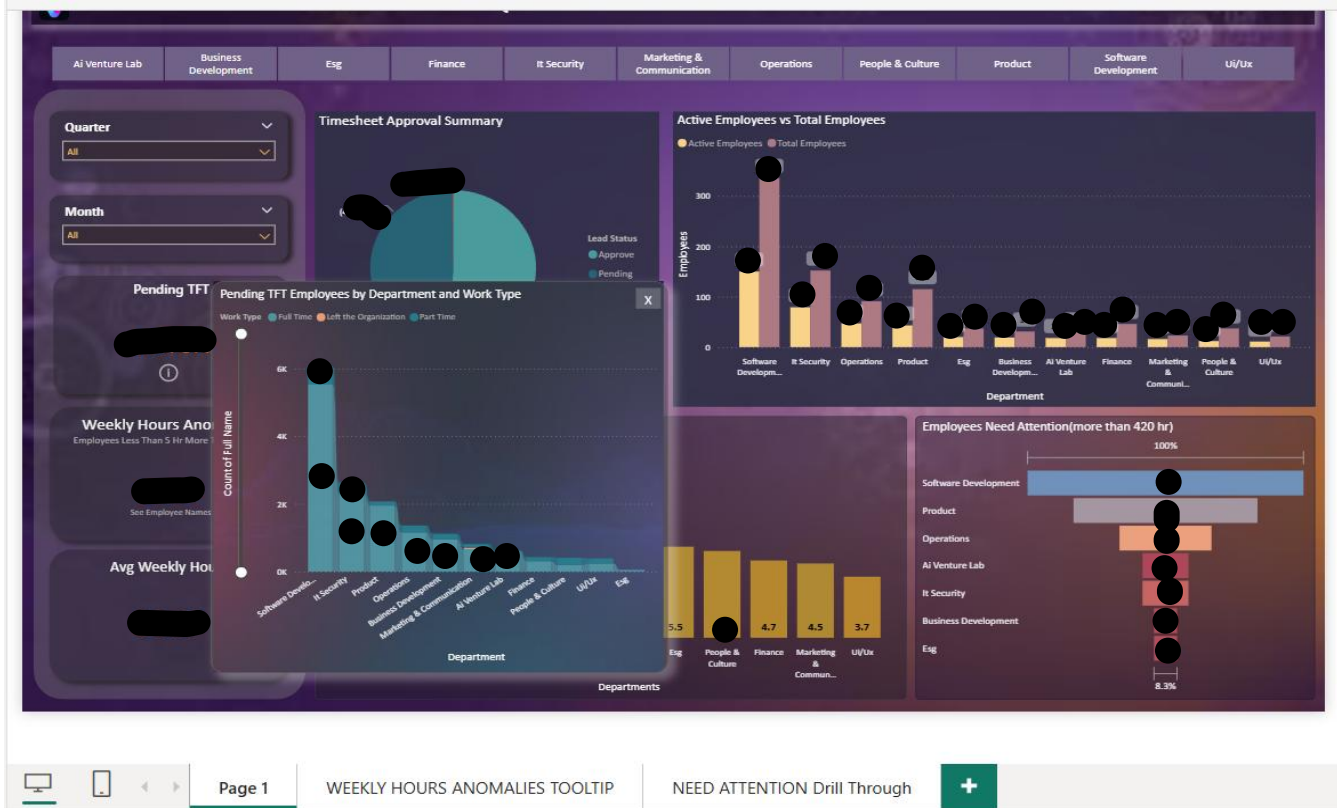 Ai Venture Lab
Business
Development
Esg
Finance
It Security
Marketing &
Communication
Operations
People & Culture
Product
Software
Development
Ui/Ux
Quarter
All
Month
All
Pending TFT
Weekly Hours Ano
Employees Less Than 5 Hr More
See Employee Names
Avg Weekly Hou
Timesheet Approval Summary
Lead Status
Approve
Pending
Active Employees vs Total Employees
Active Employees Total Employees
Employees
300
200
100
0
Software
Developm...
It Security
Operations
Product
Esg
Business
Developm...
Ai Venture
Lab
Finance
Marketing
&
Communi...
People &
Culture
Ui/Ux
Department
Pending TFT Employees by Department and Work Type
X
Work Type Full Time Left the Organization Part Time
Count of Full Name
6K
4K
2K
0K
Software Develo...
It Security
Product
Operations
Business Development
Marketing & Communication
Ai Venture Lab
Finance
People & Culture
Ui/Ux
Esg
Department
5.5
4.7
4.5
3.7
Esg
People &
Culture
Finance
Marketing
&
Commun...
Ui/Ux
Departments
Employees Need Attention(more than 420 hr)
100%
Software Development
Product
Operations
Ai Venture Lab
It Security
Business Development
Esg
8.3%
Page 1
WEEKLY HOURS ANOMALIES TOOLTIP
NEED ATTENTION Drill Through